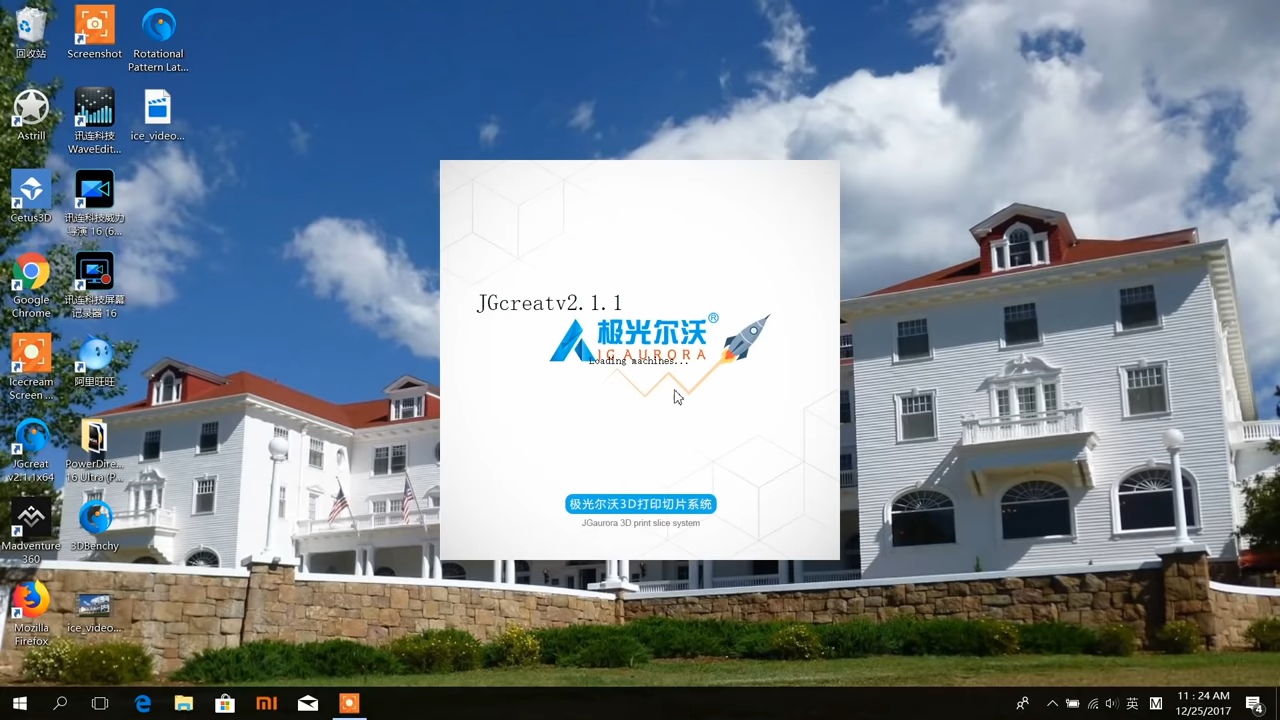 回收站
Screenshot
Rotational
Pattern Lat...
Astrill
讯连科技
WaveEdit...
ice_video...
Cetus3D
讯连科技威力
导演 16 (6...
Google
Chrome
讯连科技屏幕
记录器 16
Icecream
Screen ...
阿里旺旺
JGcreat
v2.1.1x64
PowerDire...
16 Ultra (P...
Madventure
360
3DBenchy
Mozilla
Firefox
ice_video...
JGcreatv2.1.1
极光尔沃®
JGAURORA
Loading machines...
极光尔沃3D打印切片系统
JGaurora 3D print slice system
英
M
11 : 24 AM
12/25/2017
4